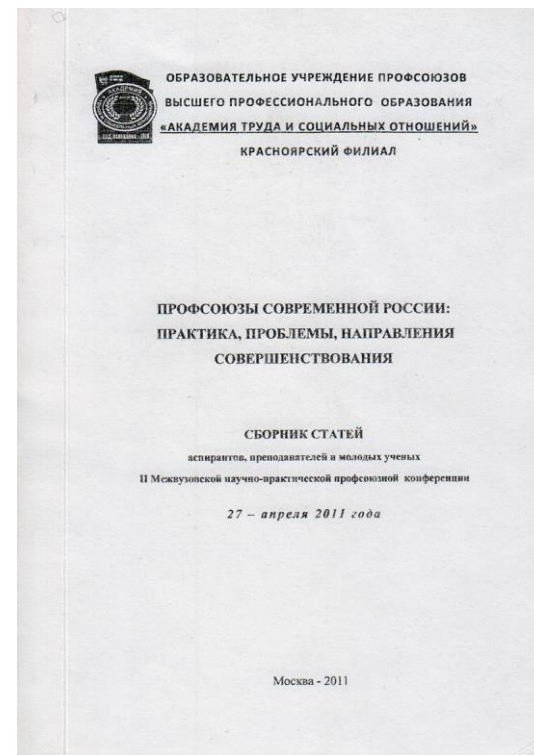 ОБРАЗОВАТЕЛЬНОЕ УЧРЕЖДЕНИЕ ПРОФСОЮЗОВ
ВЫСШЕГО ПРОФЕССИОНАЛЬНОГО ОБРАЗОВАНИЯ
«АКАДЕМИЯ ТРУДА И СОЦИАЛЬНЫХ ОТНОШЕНИЙ»
КРАСНОЯРСКИЙ ФИЛИАЛ
ПРОФСОЮЗЫ СОВРЕМЕННОЙ РОССИИ:
ПРАКТИКА, ПРОБЛЕМЫ, НАПРАВЛЕНИЯ
СОВЕРШЕНСТВОВАНИЯ
СБОРНИК СТАТЕЙ
аспирантов, преподавателей и молодых ученых
II Межвузовской научно-практической профсоюзной конференции
27 – апреля 2011 года
Москва - 2011